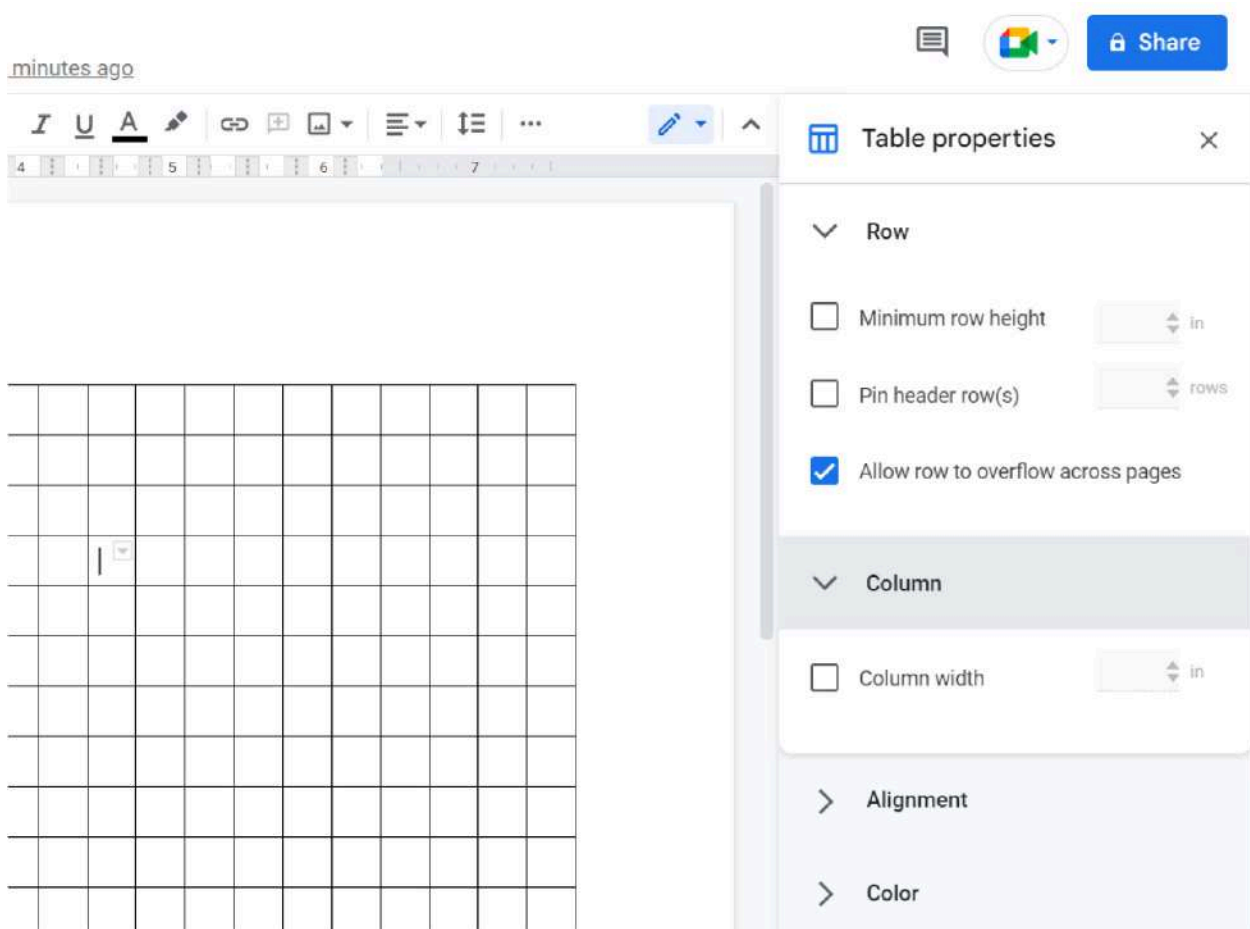 Share
minutes ago
A
4 5 6 7
Table properties
Row
Minimum row height in
Pin header row(s) rows
Allow row to overflow across pages
Column
Column width in
Alignment
Color